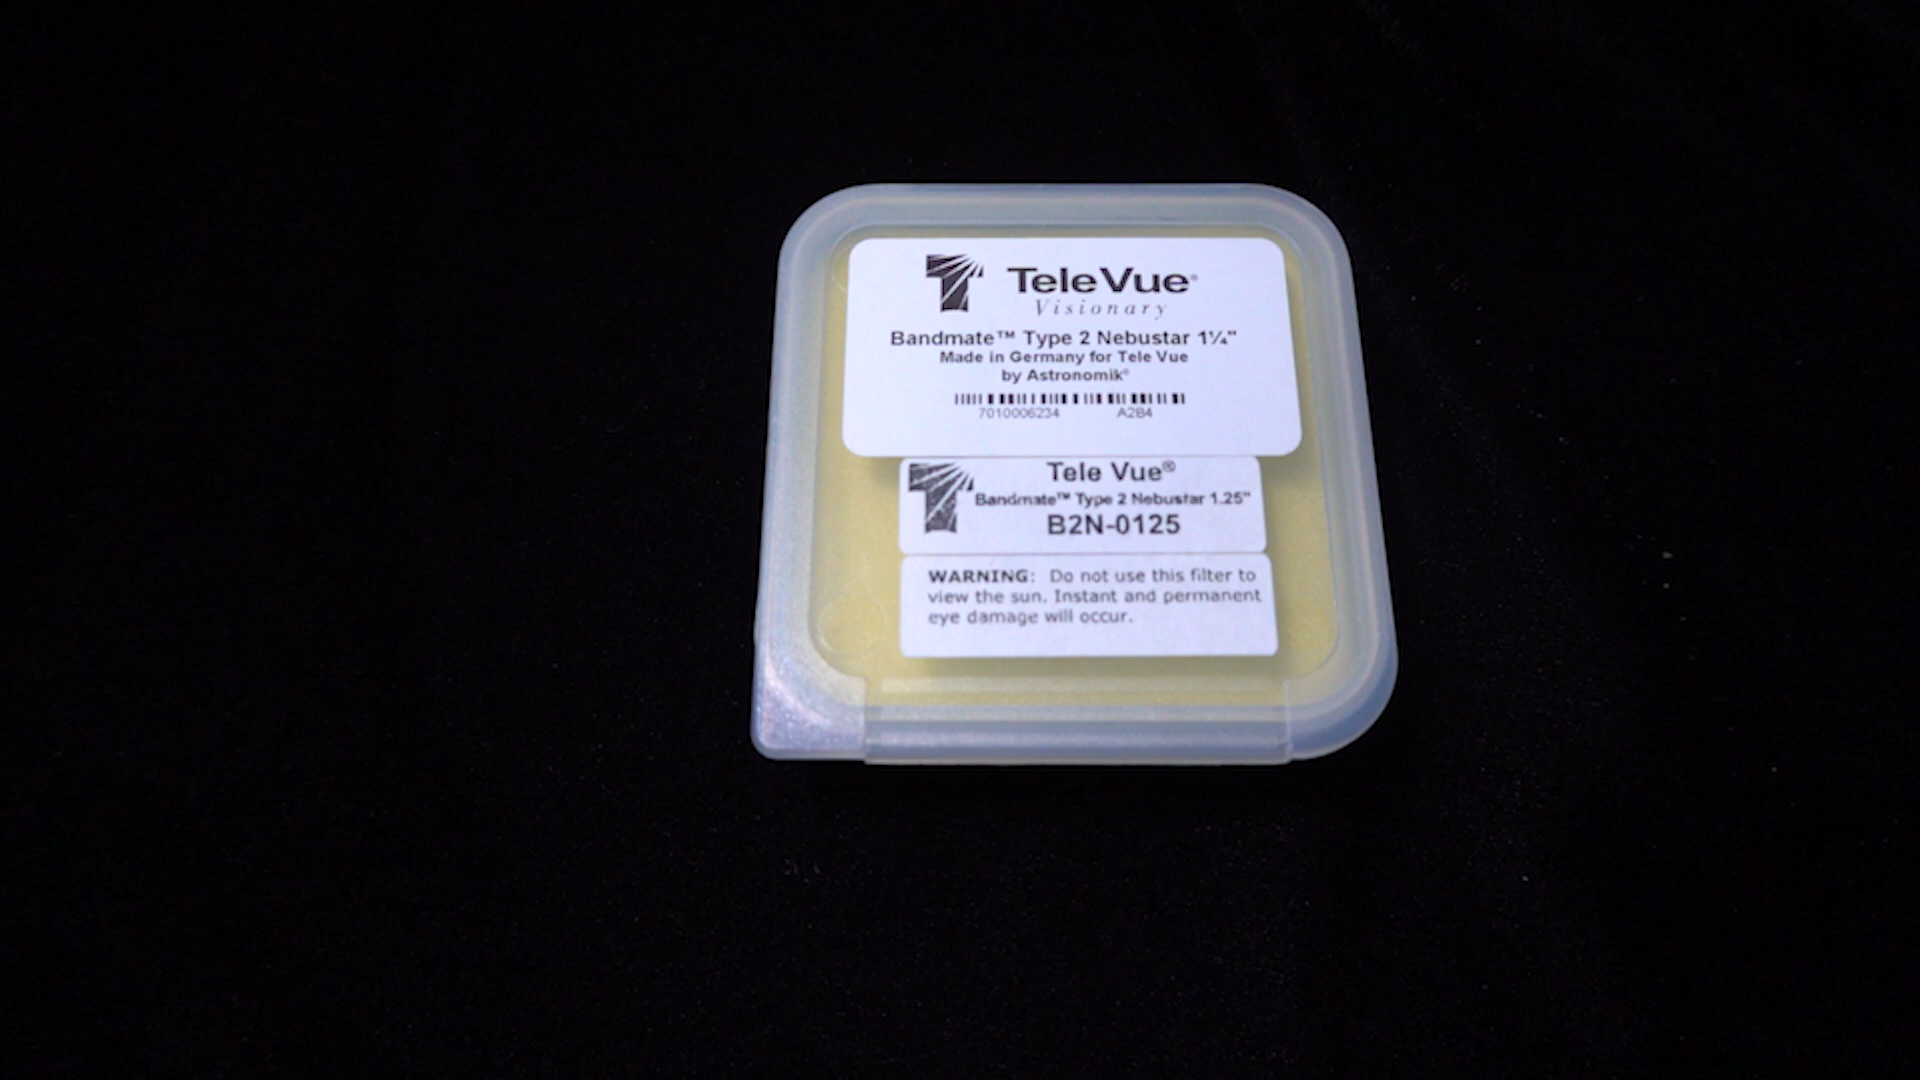 TeleVue®
Visionary
Bandmate™ Type 2 Nebustar 1¼"
Made in Germany for Tele Vue
by Astronomik®
7010006234 A2B4
Tele Vue®
Bandmate™ Type 2 Nebustar 1.25"
B2N-0125
WARNING: Do not use this filter to
view the sun. Instant and permanent
eye damage will occur.